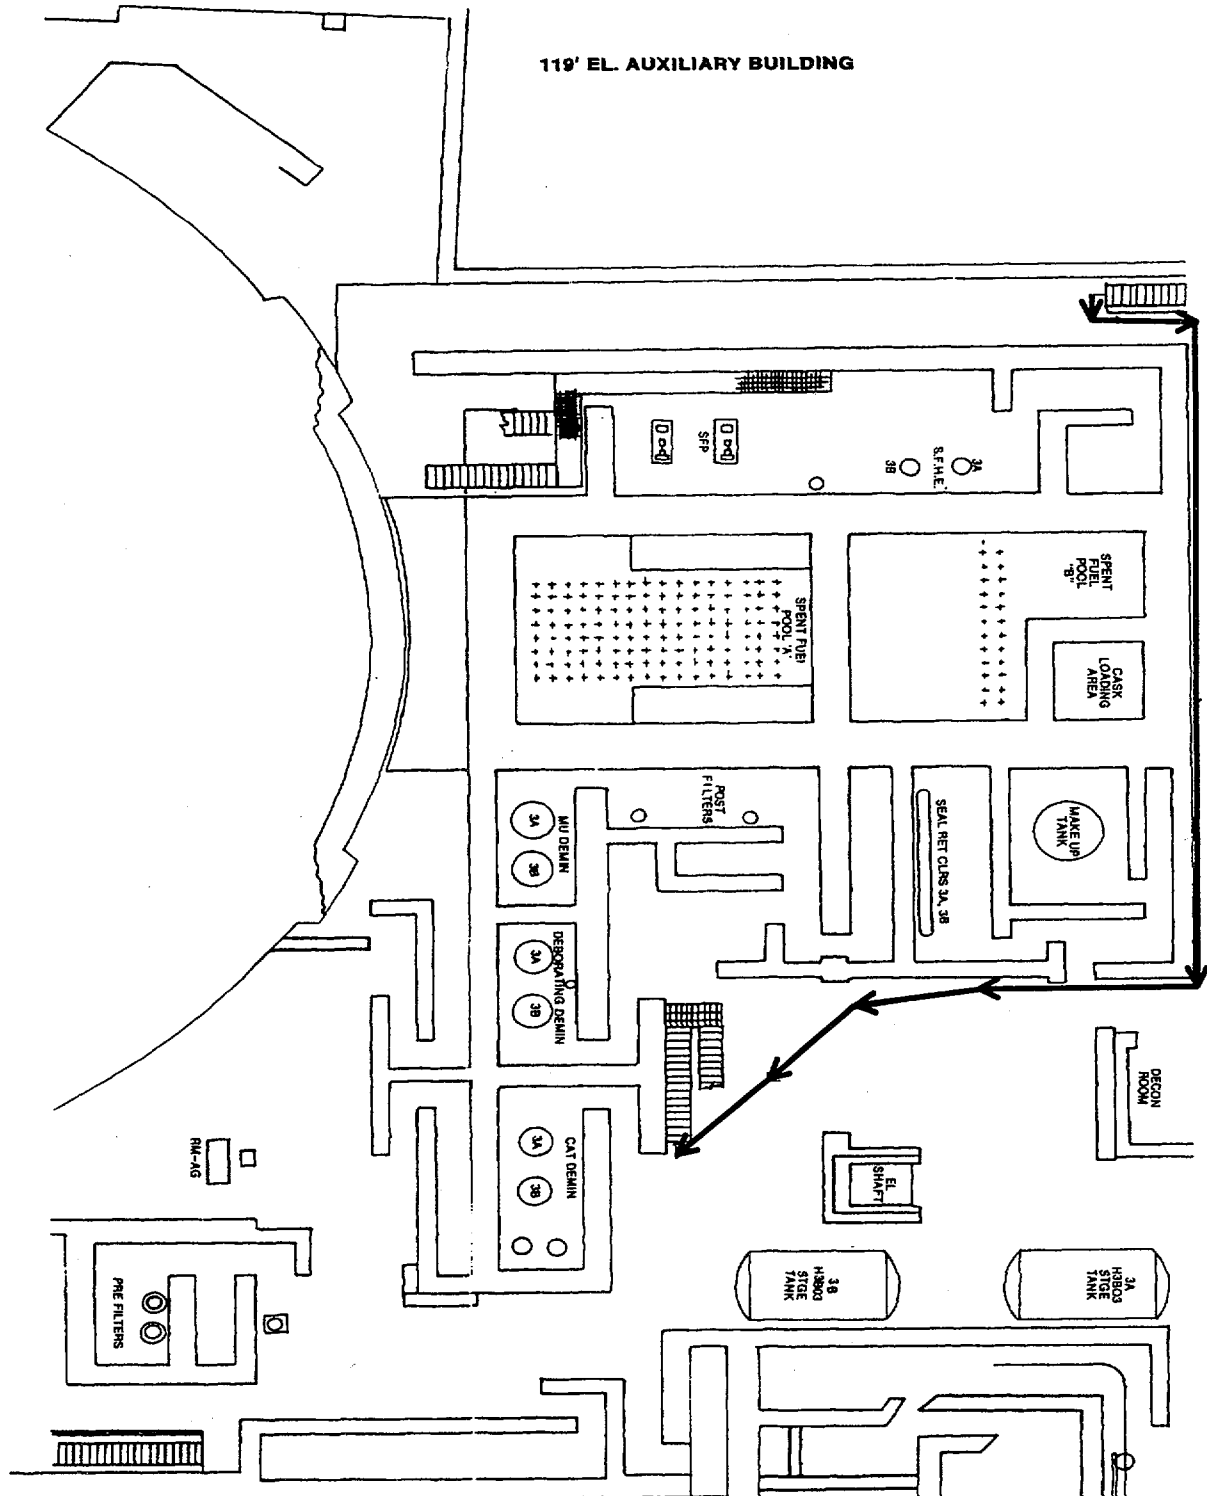 119' EL. AUXILIARY BUILDING
SFP
3B
S.F.H.E.
3A
SPENT
FUEL
POOL
"B"
SPENT FUEL
POOL 'A'
CASK
LOADING
AREA
POST
FILTERS
MAKE UP
TANK
SEAL RET CLRS 3A, 3B
3A
3B
MU DEMIN
3A
3B
DEBORATING DEMIN
DECON
ROOM
3A
3B
CAT DEMIN
RM-AG
EL
SHAFT
3B
H3BO3
STGE
TANK
3A
H3BO3
STGE
TANK
PRE FILTERS